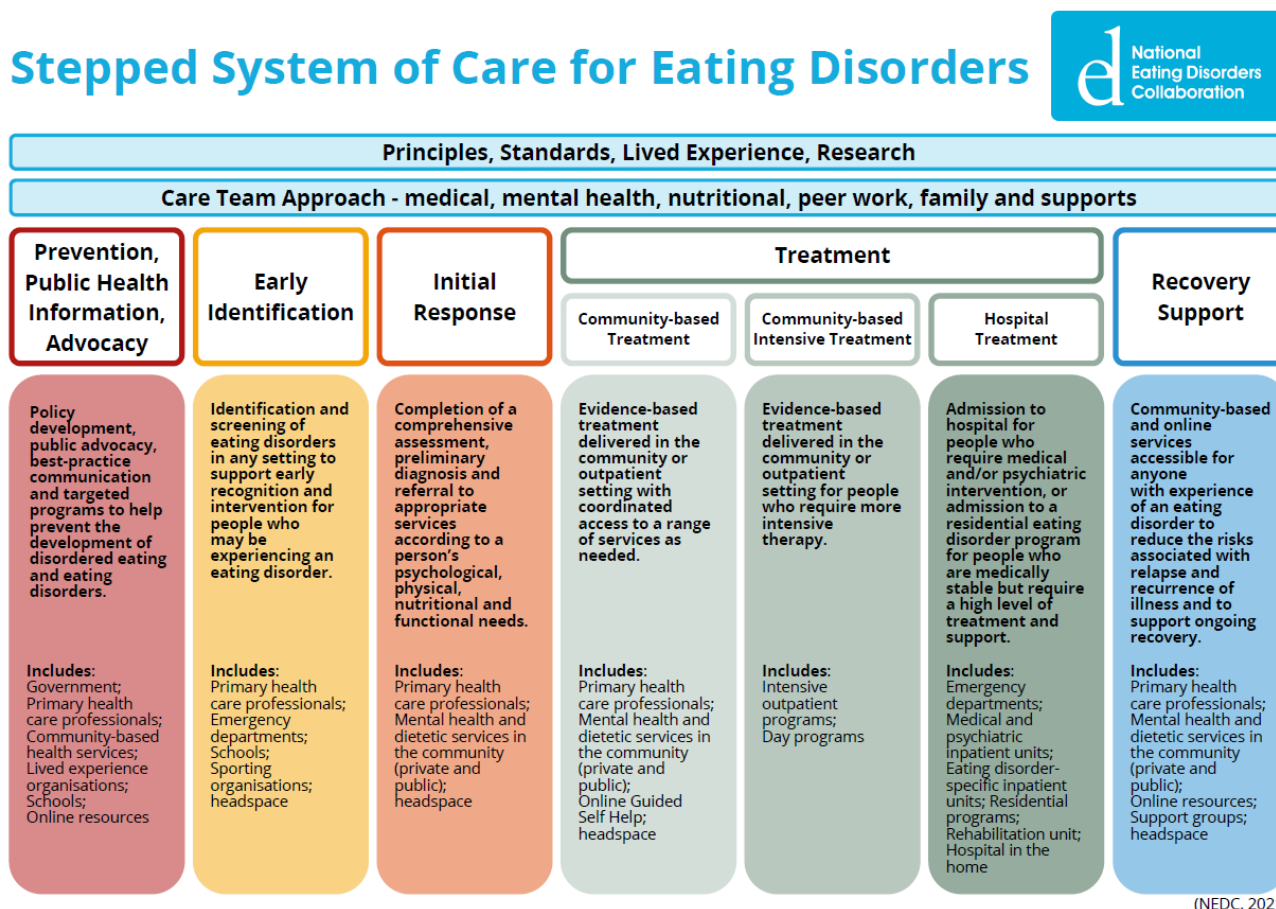 Stepped System of Care for Eating Disorders
National
Eating Disorders
Collaboration
Principles, Standards, Lived Experience, Research
Care Team Approach - medical, mental health, nutritional, peer work, family and supports
Prevention,
Public Health
Information,
Advocacy
Early
Identification
Initial
Response
Treatment
Community-based
Treatment
Community-based
Intensive Treatment
Hospital
Treatment
Recovery
Support
Policy
development,
public advocacy,
best-practice
communication
and targeted
programs to help
prevent the
development of
disordered eating
and eating
disorders.
Includes:
Government;
Primary health
care professionals;
Community-based
health services;
Lived experience
organisations;
Schools;
Online resources
Identification and
screening of
eating disorders
in any setting to
support early
recognition and
intervention for
people who
may be
experiencing an
eating disorder.
Includes:
Primary health
care professionals;
Emergency
departments;
Schools;
Sporting
organisations;
headspace
Completion of a
comprehensive
assessment,
preliminary
diagnosis and
referral to
appropriate
services
according to a
person's
psychological,
physical,
nutritional and
functional needs.
Includes:
Primary health
care professionals;
Mental health and
dietetic services in
the community
(private and
public);
headspace
Evidence-based
treatment
delivered in the
community or
outpatient
setting with
coordinated
access to a range
of services as
needed.
Includes:
Primary health
care professionals;
Mental health and
dietetic services in
the community
(private and
public);
Online Guided
Self Help;
headspace
Evidence-based
treatment
delivered in the
community or
outpatient
setting for people
who require more
intensive
therapy.
Includes:
Intensive
outpatient
programs;
Day programs
Admission to
hospital for
people who
require medical
and/or psychiatric
intervention, or
admission to a
residential eating
disorder program
for people who
are medically
stable but require
a high level of
treatment and
support.
Includes:
Emergency
departments;
Medical and
psychiatric
inpatient units;
Eating disorder-
specific inpatient
units; Residential
programs;
Rehabilitation unit;
Hospital in the
home
Community-based
and online
services
accessible for
anyone
with experience
of an eating
disorder to
reduce the risks
associated with
relapse and
recurrence of
illness and to
support ongoing
recovery.
Includes:
Primary health
care professionals;
Mental health and
dietetic services in
the community
(private and
public);
Online resources;
Support groups;
headspace
(NEDC, 202